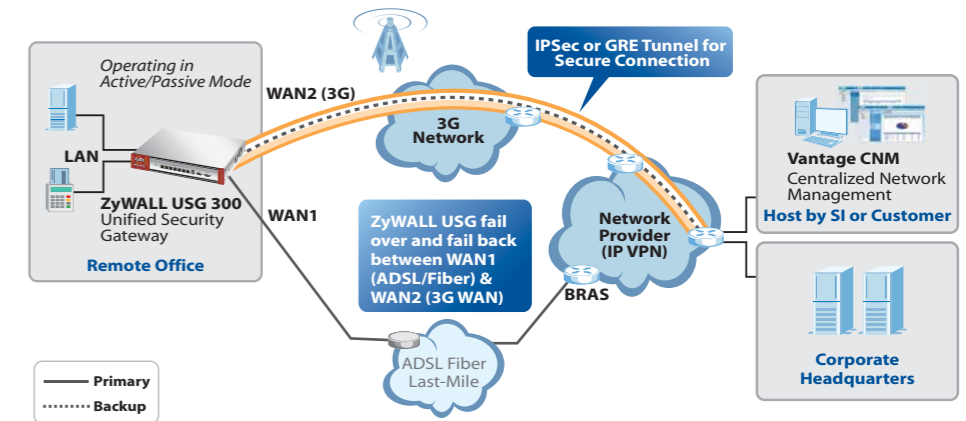 Operating in
Active/Passive Mode
LAN
ZyWALL USG 300
Unified Security
Gateway
Remote Office
WAN2 (3G)
WAN1
3G
Network
IPSec or GRE Tunnel for
Secure Connection
ZyWALL USG fail
over and fail back
between WAN1
(ADSL/Fiber) &
WAN2 (3G WAN)
ADSL Fiber
Last-Mile
BRAS
Network
Provider
(IP VPN)
Vantage CNM
Centralized Network
Management
Host by SI or Customer
Corporate
Headquarters
Primary
Backup